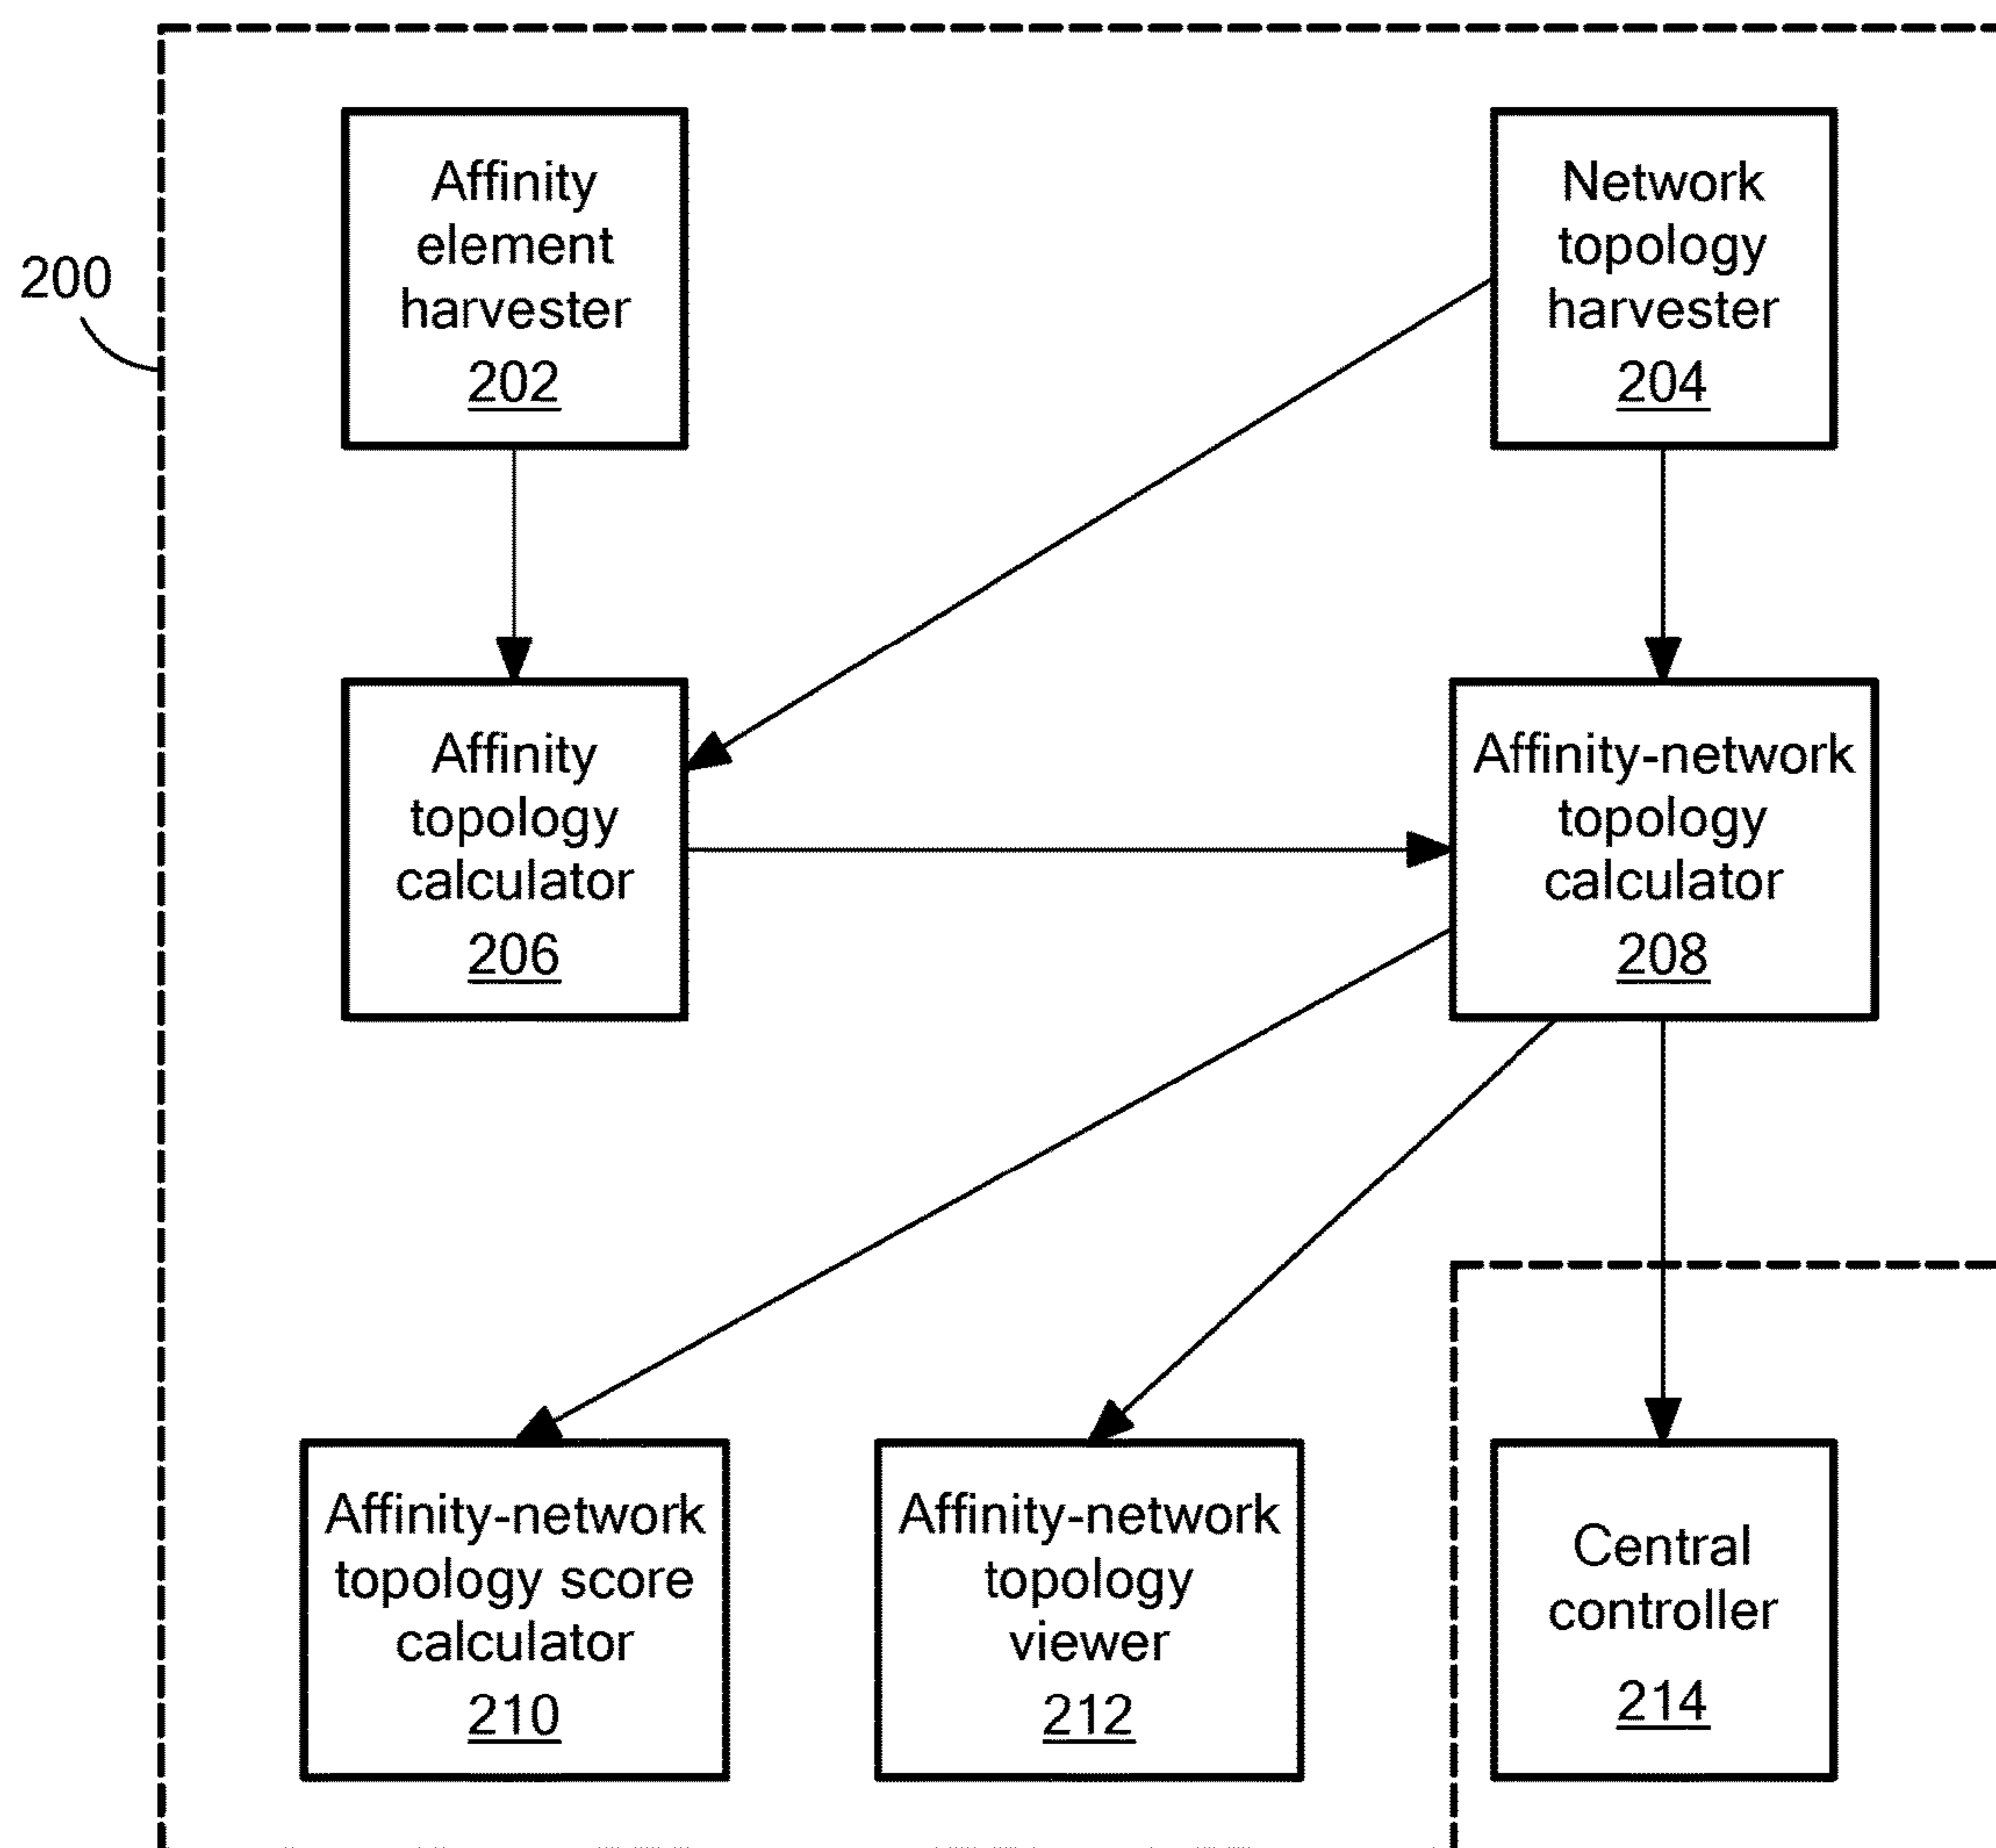 200
Affinity
element
harvester
202
Network
topology
harvester
204
Affinity
topology
calculator
206
Affinity-network
topology
calculator
208
Affinity-network
topology score
calculator
210
Affinity-network
topology
viewer
212
Central
controller
214